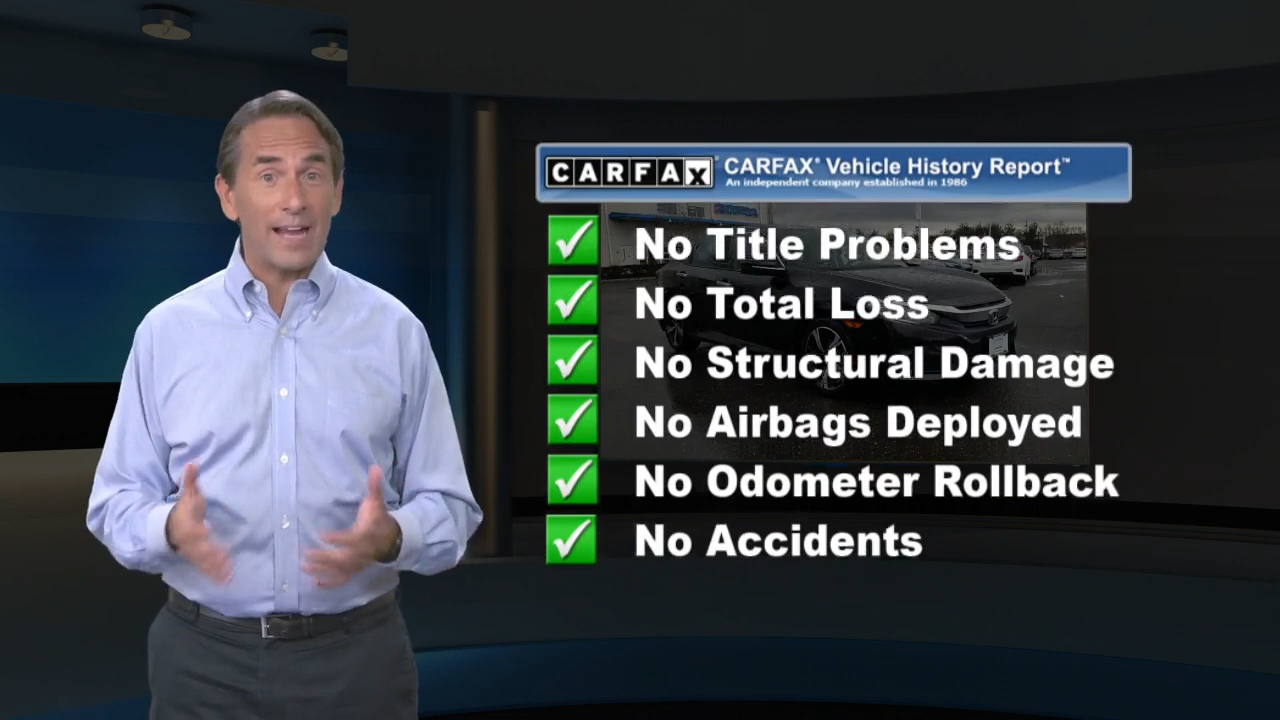 CARFAX® CARFAX® Vehicle History Report™
An independent company established in 1986
No Title Problems
No Total Loss
No Structural Damage
No Airbags Deployed
No Odometer Rollback
No Accidents